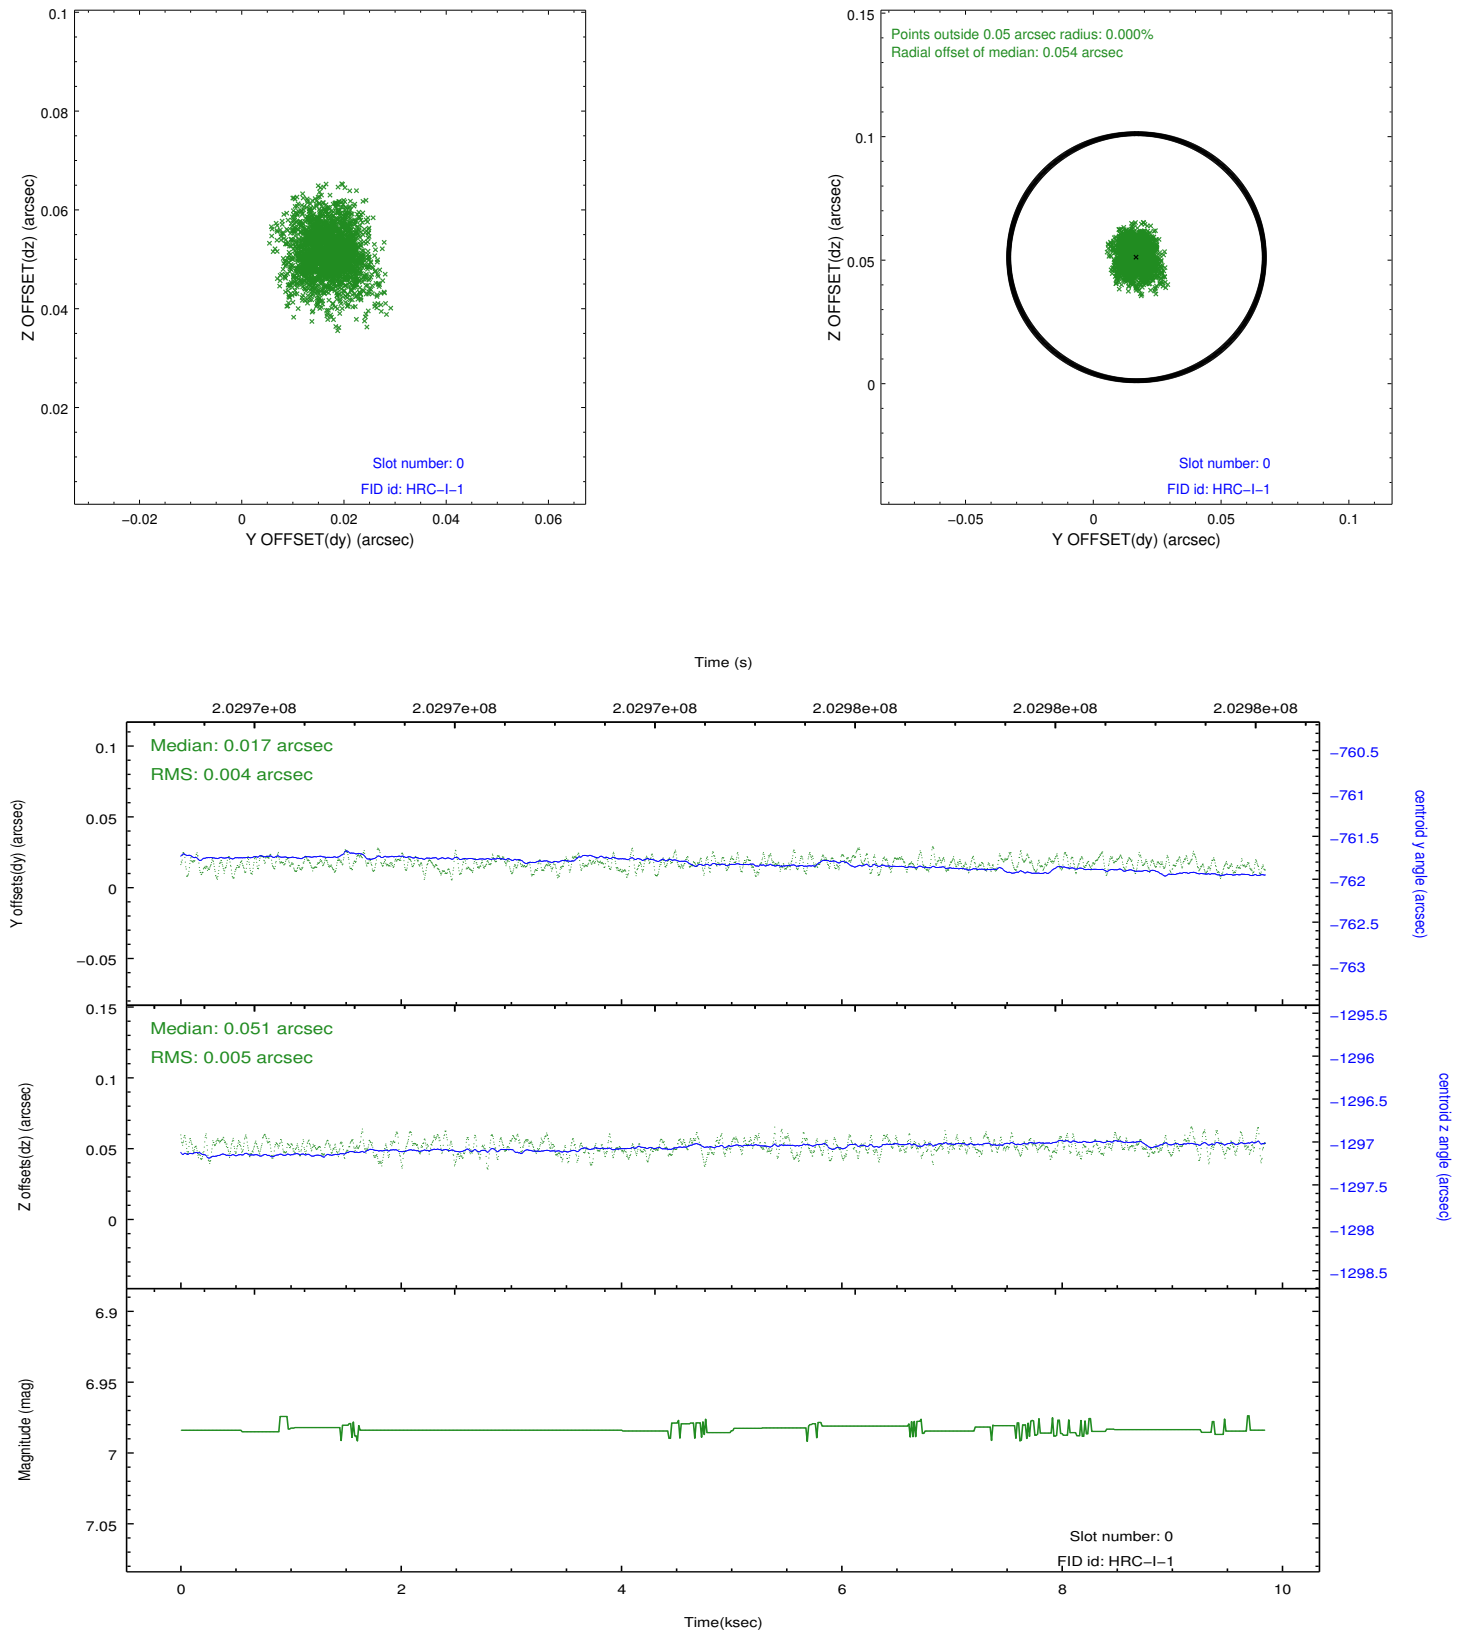 0.1
0.08
0.06
0.04
0.02
Z OFFSET(dz) (arcsec)
Slot number: 0
FID id: HRC−I−1
−0.02 0 0.02 0.04 0.06
Y OFFSET(dy) (arcsec)
0.15
0.1
0.05
0
Z OFFSET(dz) (arcsec)
Points outside 0.05 arcsec radius: 0.000%
Radial offset of median: 0.054 arcsec
Slot number: 0
FID id: HRC−I−1
−0.05 0 0.05 0.1
Y OFFSET(dy) (arcsec)
Time (s)
2.0297e+08 2.0297e+08 2.0297e+08 2.0298e+08 2.0298e+08 2.0298e+08
Median: 0.017 arcsec
RMS: 0.004 arcsec
0.1
0.05
0
−0.05
Y offsets(dy) (arcsec)
−760.5
−761
−761.5
−762
−762.5
−763
centroid y angle (arcsec)
Median: 0.051 arcsec
RMS: 0.005 arcsec
0.15
0.1
0.05
0
Z offsets(dz) (arcsec)
−1295.5
−1296
−1296.5
−1297
−1297.5
−1298
−1298.5
centroid z angle (arcsec)
6.9
6.95
7
7.05
Magnitude (mag)
Slot number: 0
FID id: HRC−I−1
0 2 4 6 8 10
Time(ksec)